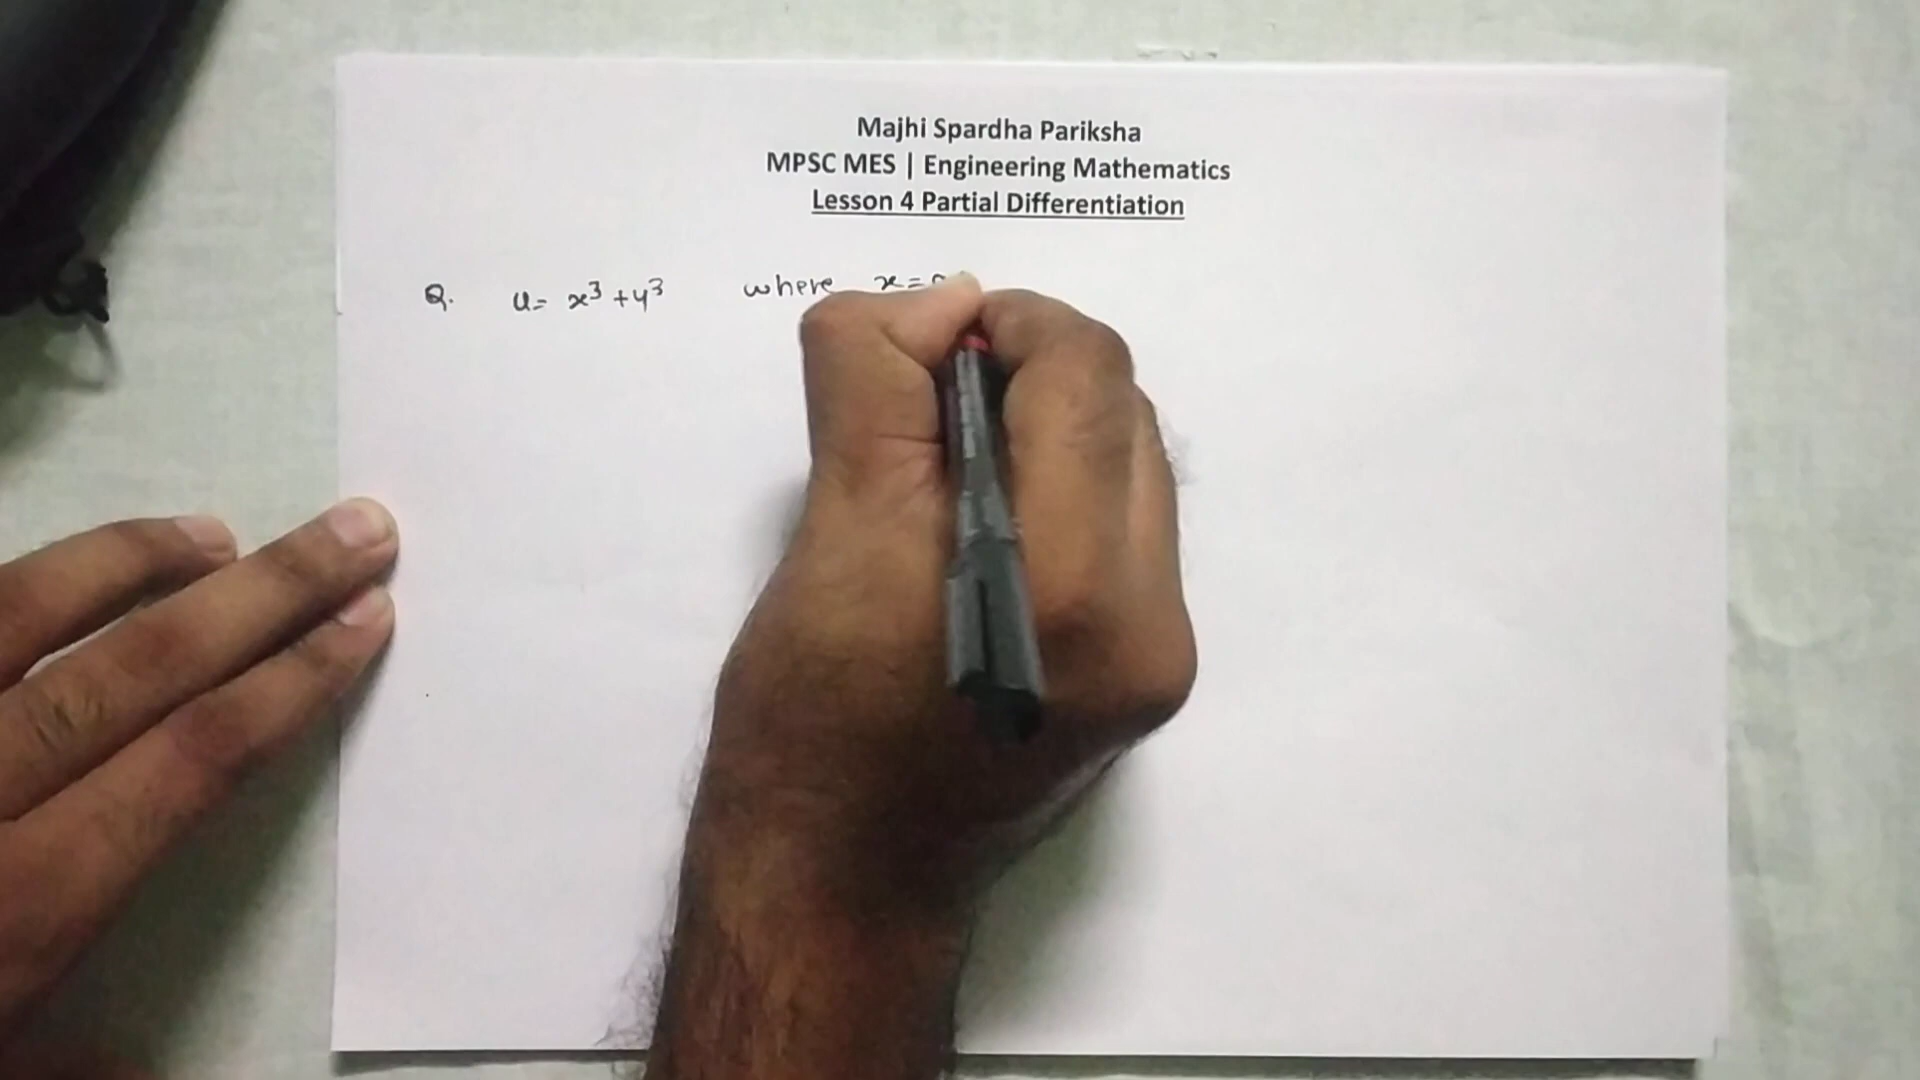 Majhi Spardha Pariksha
MPSC MES | Engineering Mathematics
Lesson 4 Partial Differentiation
Q. u= x³ +y³ where x=